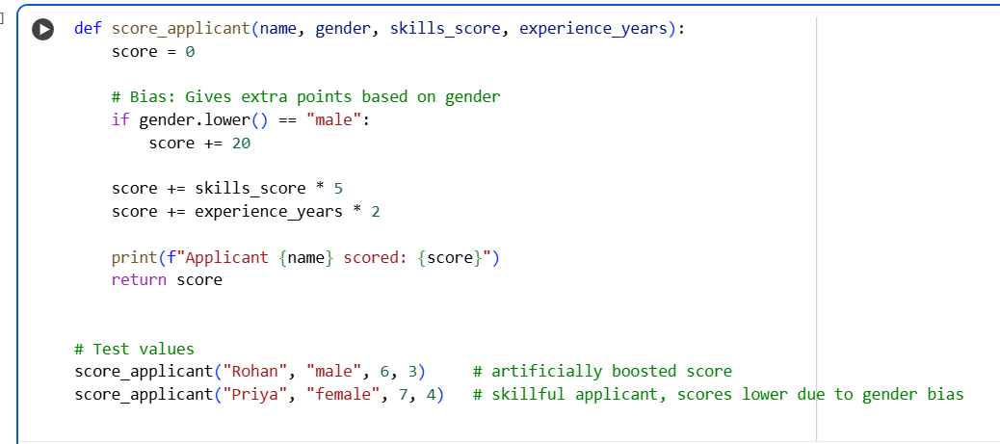 ]
def score_applicant(name, gender, skills_score, experience_years):
    score = 0

    # Bias: Gives extra points based on gender
    if gender.lower() == "male":
        score += 20

    score += skills_score * 5
    score += experience_years * 2

    print(f"Applicant {name} scored: {score}")
    return score


# Test values
score_applicant("Rohan", "male", 6, 3)     # artificially boosted score
score_applicant("Priya", "female", 7, 4)   # skillful applicant, scores lower due to gender bias